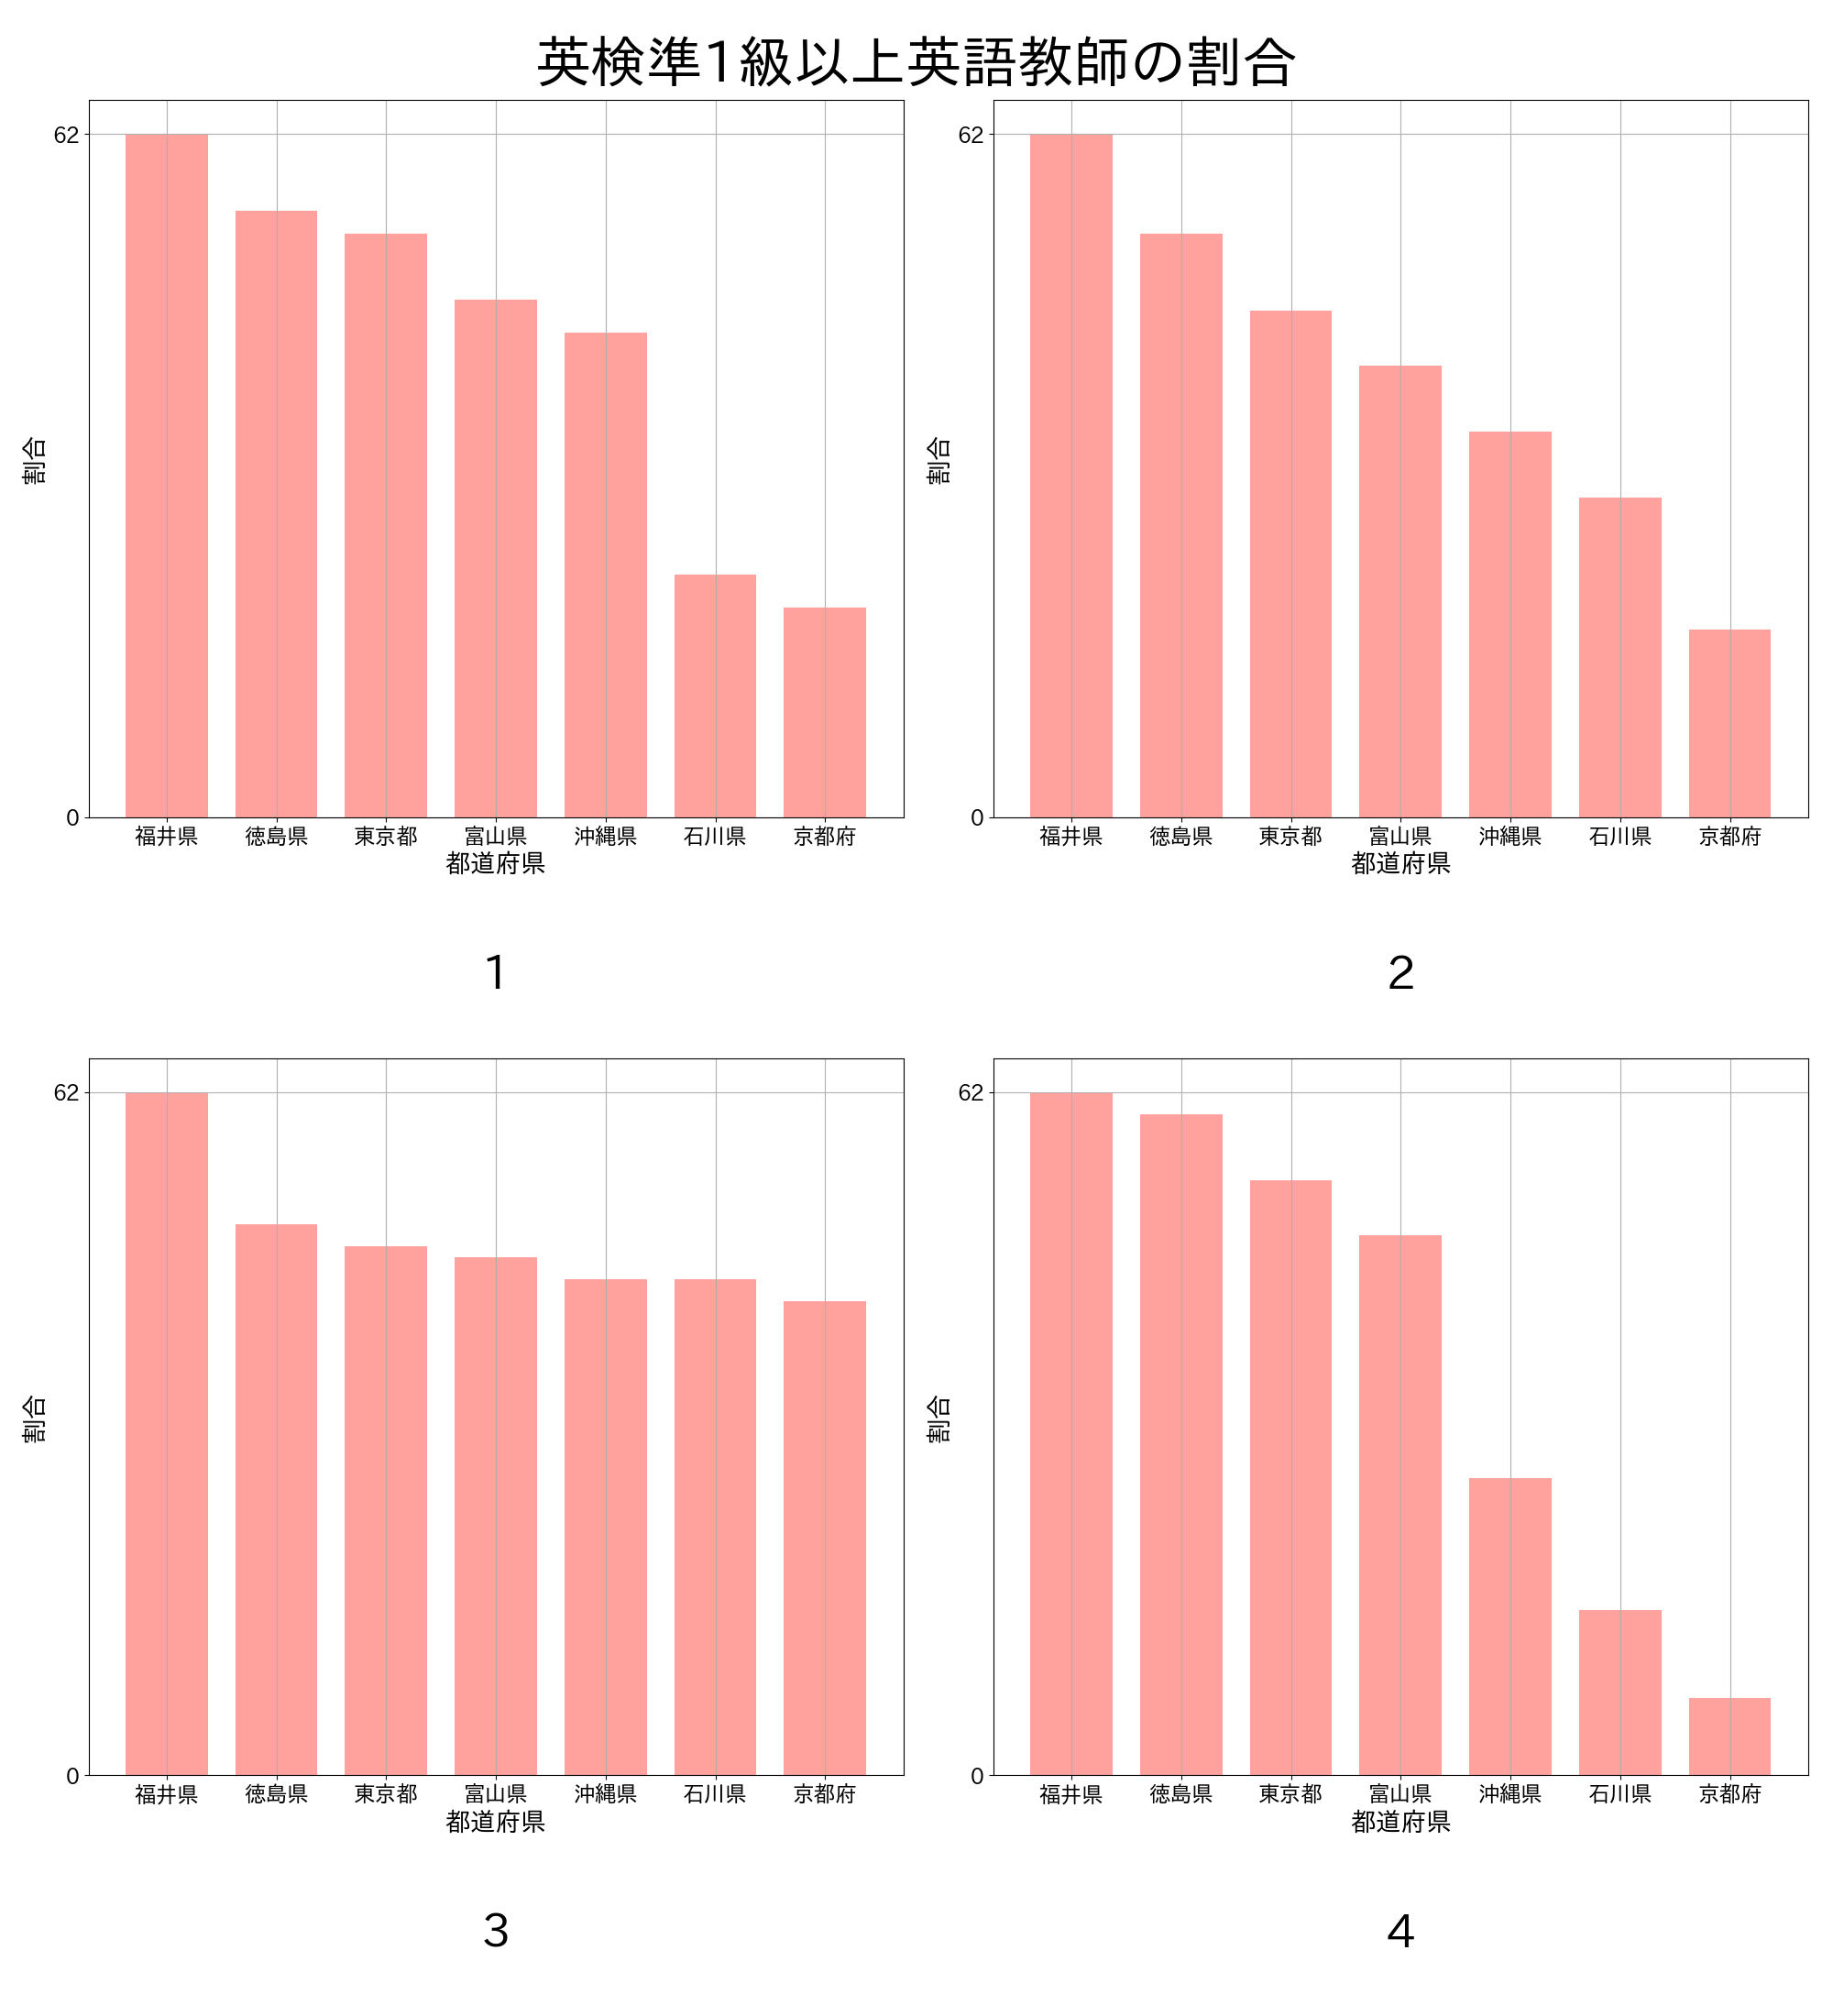 英検準1級以上英語教師の割合
62
0
割合
福井県 徳島県 東京都 富山県 沖縄県 石川県 京都府
都道府県
1
62
0
割合
福井県 徳島県 東京都 富山県 沖縄県 石川県 京都府
都道府県
2
62
0
割合
福井県 徳島県 東京都 富山県 沖縄県 石川県 京都府
都道府県
3
62
0
割合
福井県 徳島県 東京都 富山県 沖縄県 石川県 京都府
都道府県
4